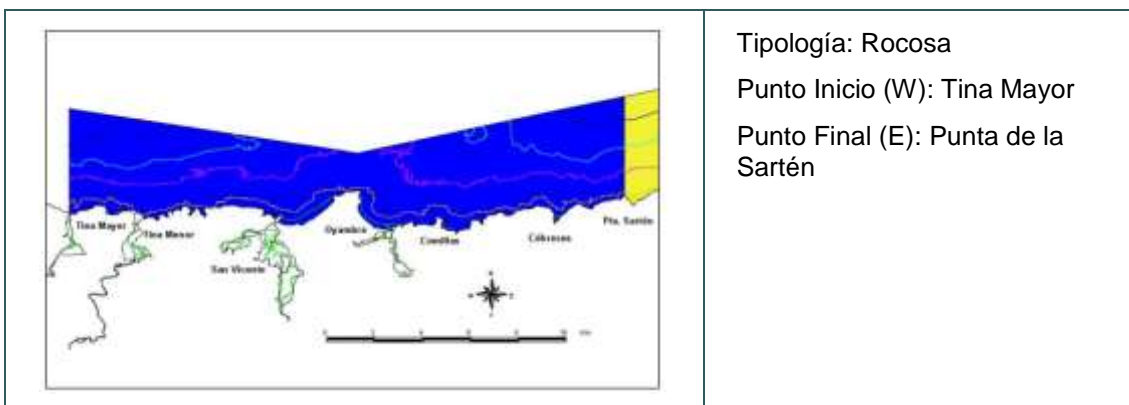 Tipología: Rocosa
Punto Inicio (W): Tina Mayor
Punto Final (E): Punta de la
Sartén
Tina Mayor
Tina Menor
San Vicente
Oyambre
Comillas
Cóbreces
Pta. Sartén